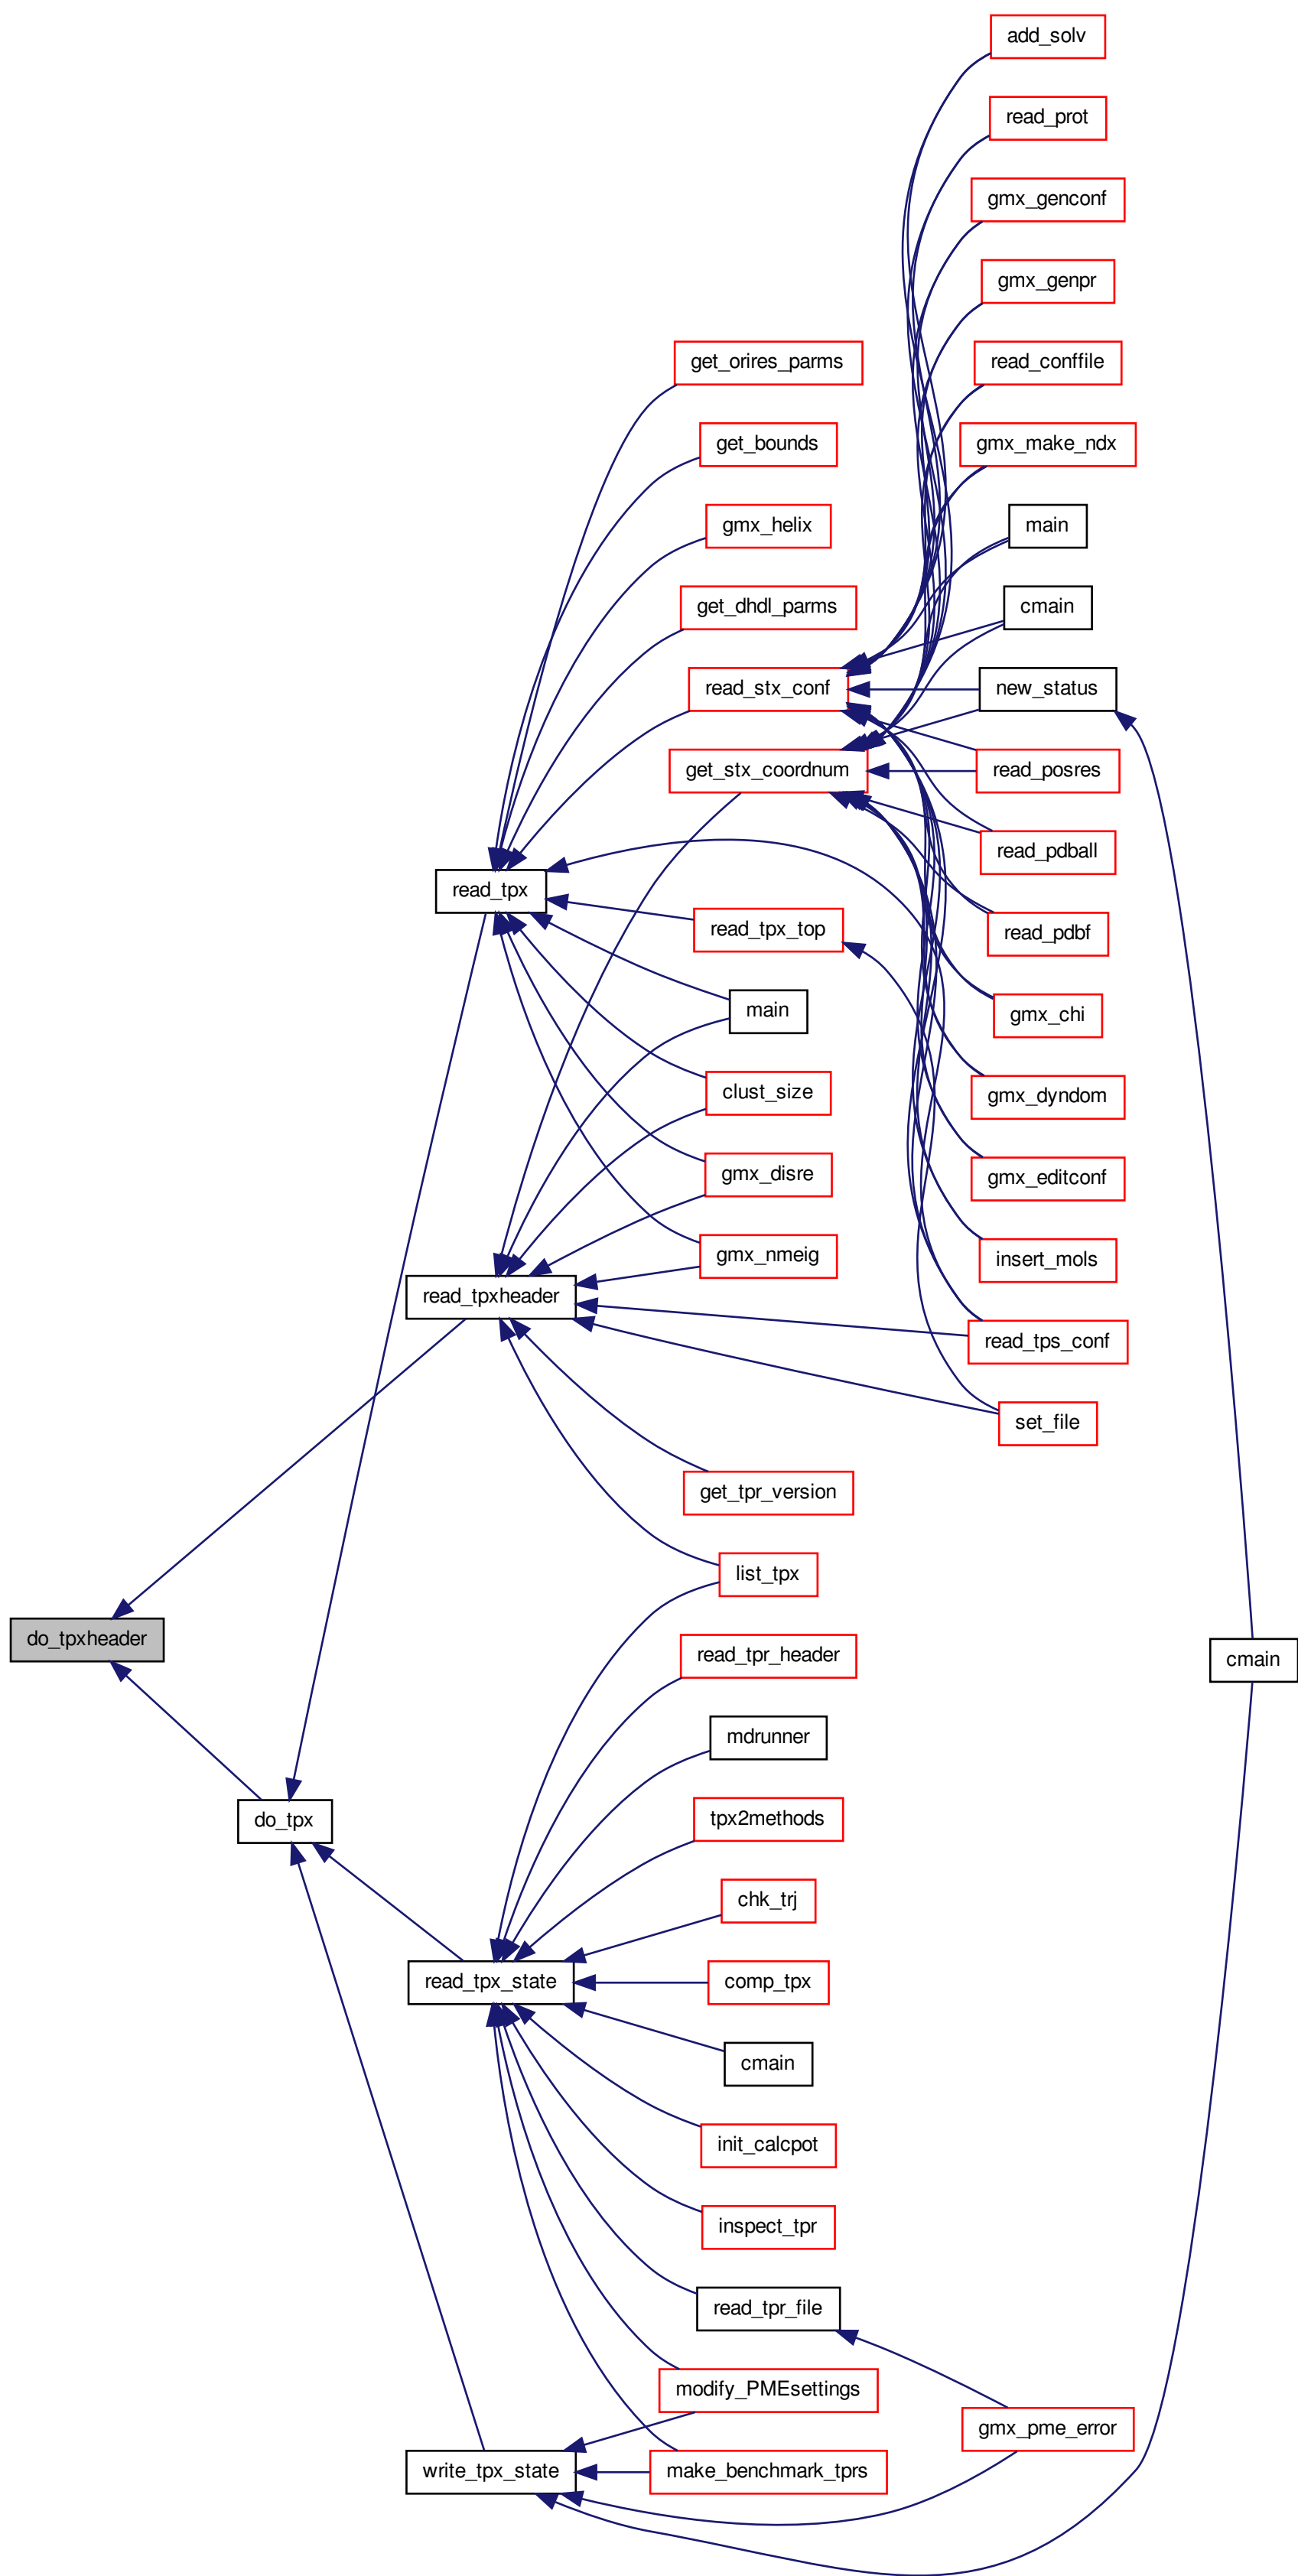 add_solv
read_prot
gmx_genconf
gmx_genpr
get_orires_parms
read_conffile
get_bounds
gmx_make_ndx
gmx_helix
main
get_dhdl_parms
cmain
read_stx_conf
new_status
get_stx_coordnum
read_posres
read_pdball
read_tpx
read_tpx_top
read_pdbf
main
gmx_chi
clust_size
gmx_dyndom
gmx_disre
gmx_editconf
gmx_nmeig
insert_mols
read_tpxheader
read_tps_conf
set_file
get_tpr_version
list_tpx
do_tpxheader
read_tpr_header
cmain
mdrunner
do_tpx
tpx2methods
chk_trj
read_tpx_state
comp_tpx
cmain
init_calcpot
inspect_tpr
read_tpr_file
modify_PMEsettings
gmx_pme_error
write_tpx_state
make_benchmark_tprs